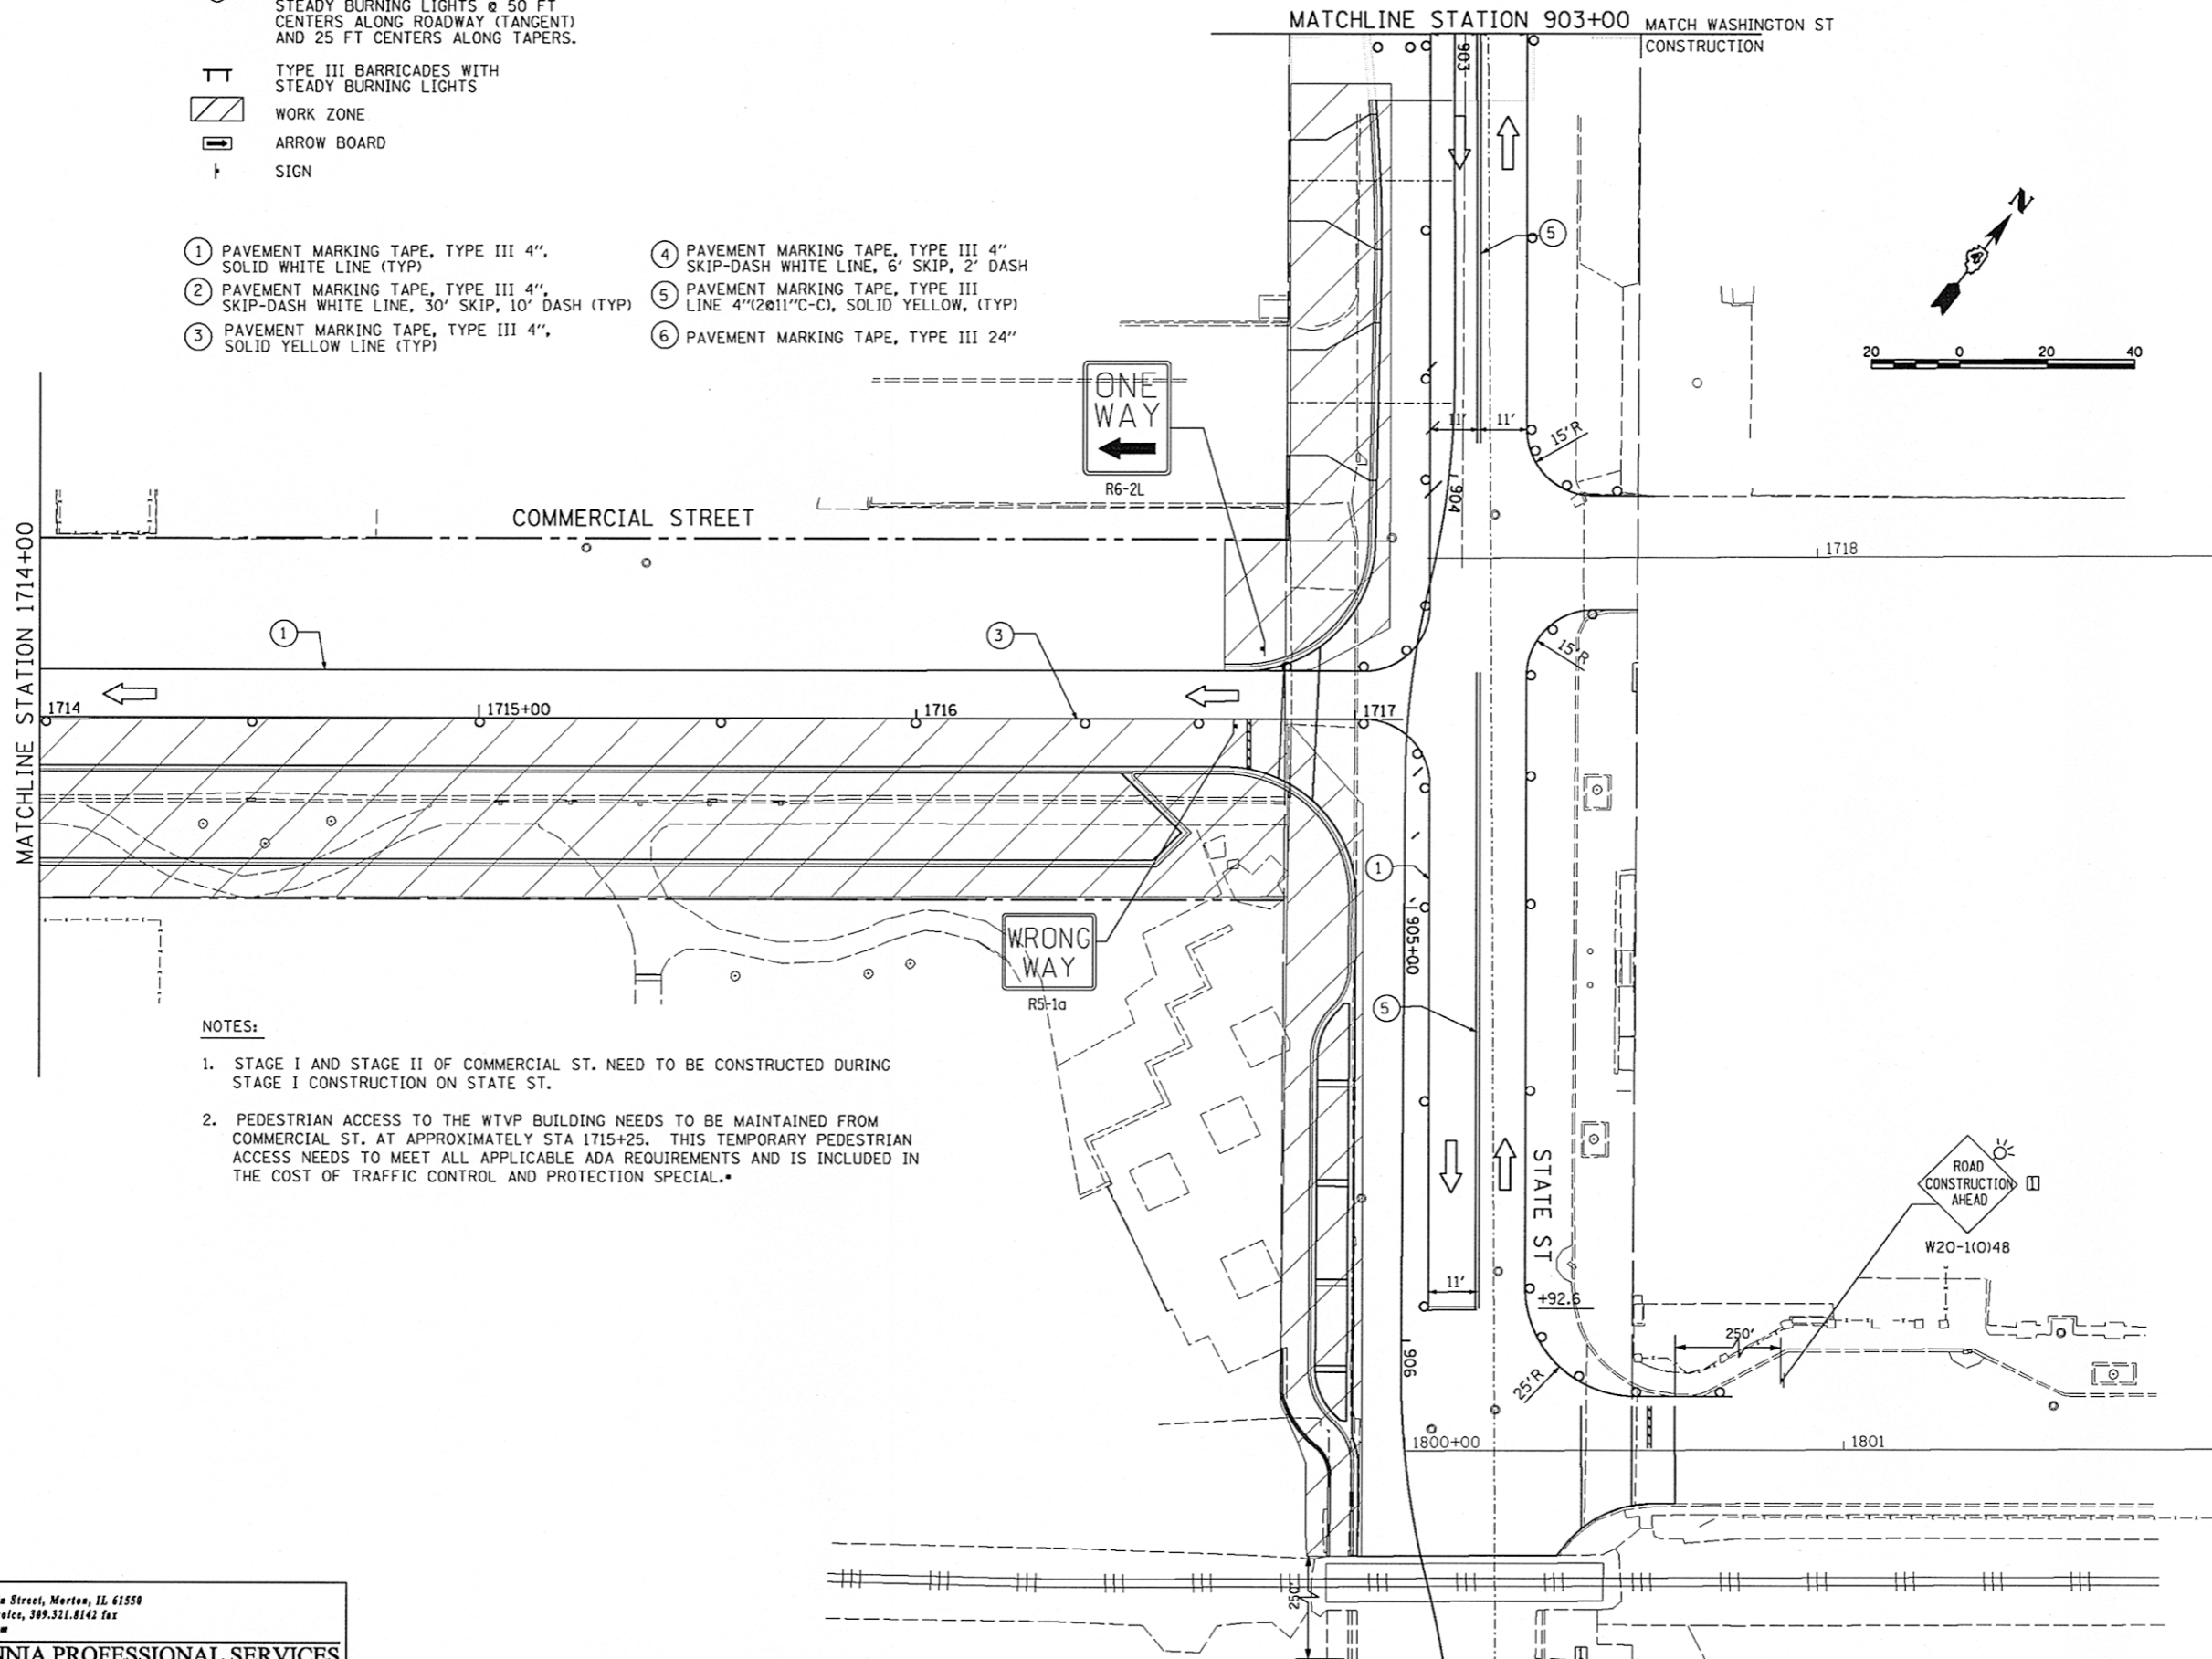 STEADY BURNING LIGHTS @ 50 FT
CENTERS ALONG ROADWAY (TANGENT)
AND 25 FT CENTERS ALONG TAPERS.
TYPE III BARRICADES WITH
STEADY BURNING LIGHTS
WORK ZONE
ARROW BOARD
SIGN
1 PAVEMENT MARKING TAPE, TYPE III 4",
SOLID WHITE LINE (TYP)
2 PAVEMENT MARKING TAPE, TYPE III 4",
SKIP-DASH WHITE LINE, 30' SKIP, 10' DASH (TYP)
3 PAVEMENT MARKING TAPE, TYPE III 4",
SOLID YELLOW LINE (TYP)
4 PAVEMENT MARKING TAPE, TYPE III 4"
SKIP-DASH WHITE LINE, 6' SKIP, 2' DASH
5 PAVEMENT MARKING TAPE, TYPE III
LINE 4"(2@11"C-C), SOLID YELLOW, (TYP)
6 PAVEMENT MARKING TAPE, TYPE III 24"
MATCHLINE STATION 903+00
MATCH WASHINGTON ST
CONSTRUCTION
903
5
N
20 0 20 40
ONE
WAY
R6-2L
11' 11'
15'R
904
COMMERCIAL STREET
MATCHLINE STATION 1714+00
1718
1
3
15'R
1714
1715+00
1716
1717
1
905+00
WRONG
WAY
R5-1a
5
NOTES:
1. STAGE I AND STAGE II OF COMMERCIAL ST. NEED TO BE CONSTRUCTED DURING
STAGE I CONSTRUCTION ON STATE ST.
2. PEDESTRIAN ACCESS TO THE WTVP BUILDING NEEDS TO BE MAINTAINED FROM
COMMERCIAL ST. AT APPROXIMATELY STA 1715+25. THIS TEMPORARY PEDESTRIAN
ACCESS NEEDS TO MEET ALL APPLICABLE ADA REQUIREMENTS AND IS INCLUDED IN
THE COST OF TRAFFIC CONTROL AND PROTECTION SPECIAL.
STATE ST
ROAD
CONSTRUCTION
AHEAD
1
W20-1(O)48
11'
+92.6
250'
906
25'R
1800+00
1801
250'
Street, Morton, IL 61550
309.321.8142 fax
PROFESSIONAL SERVICES